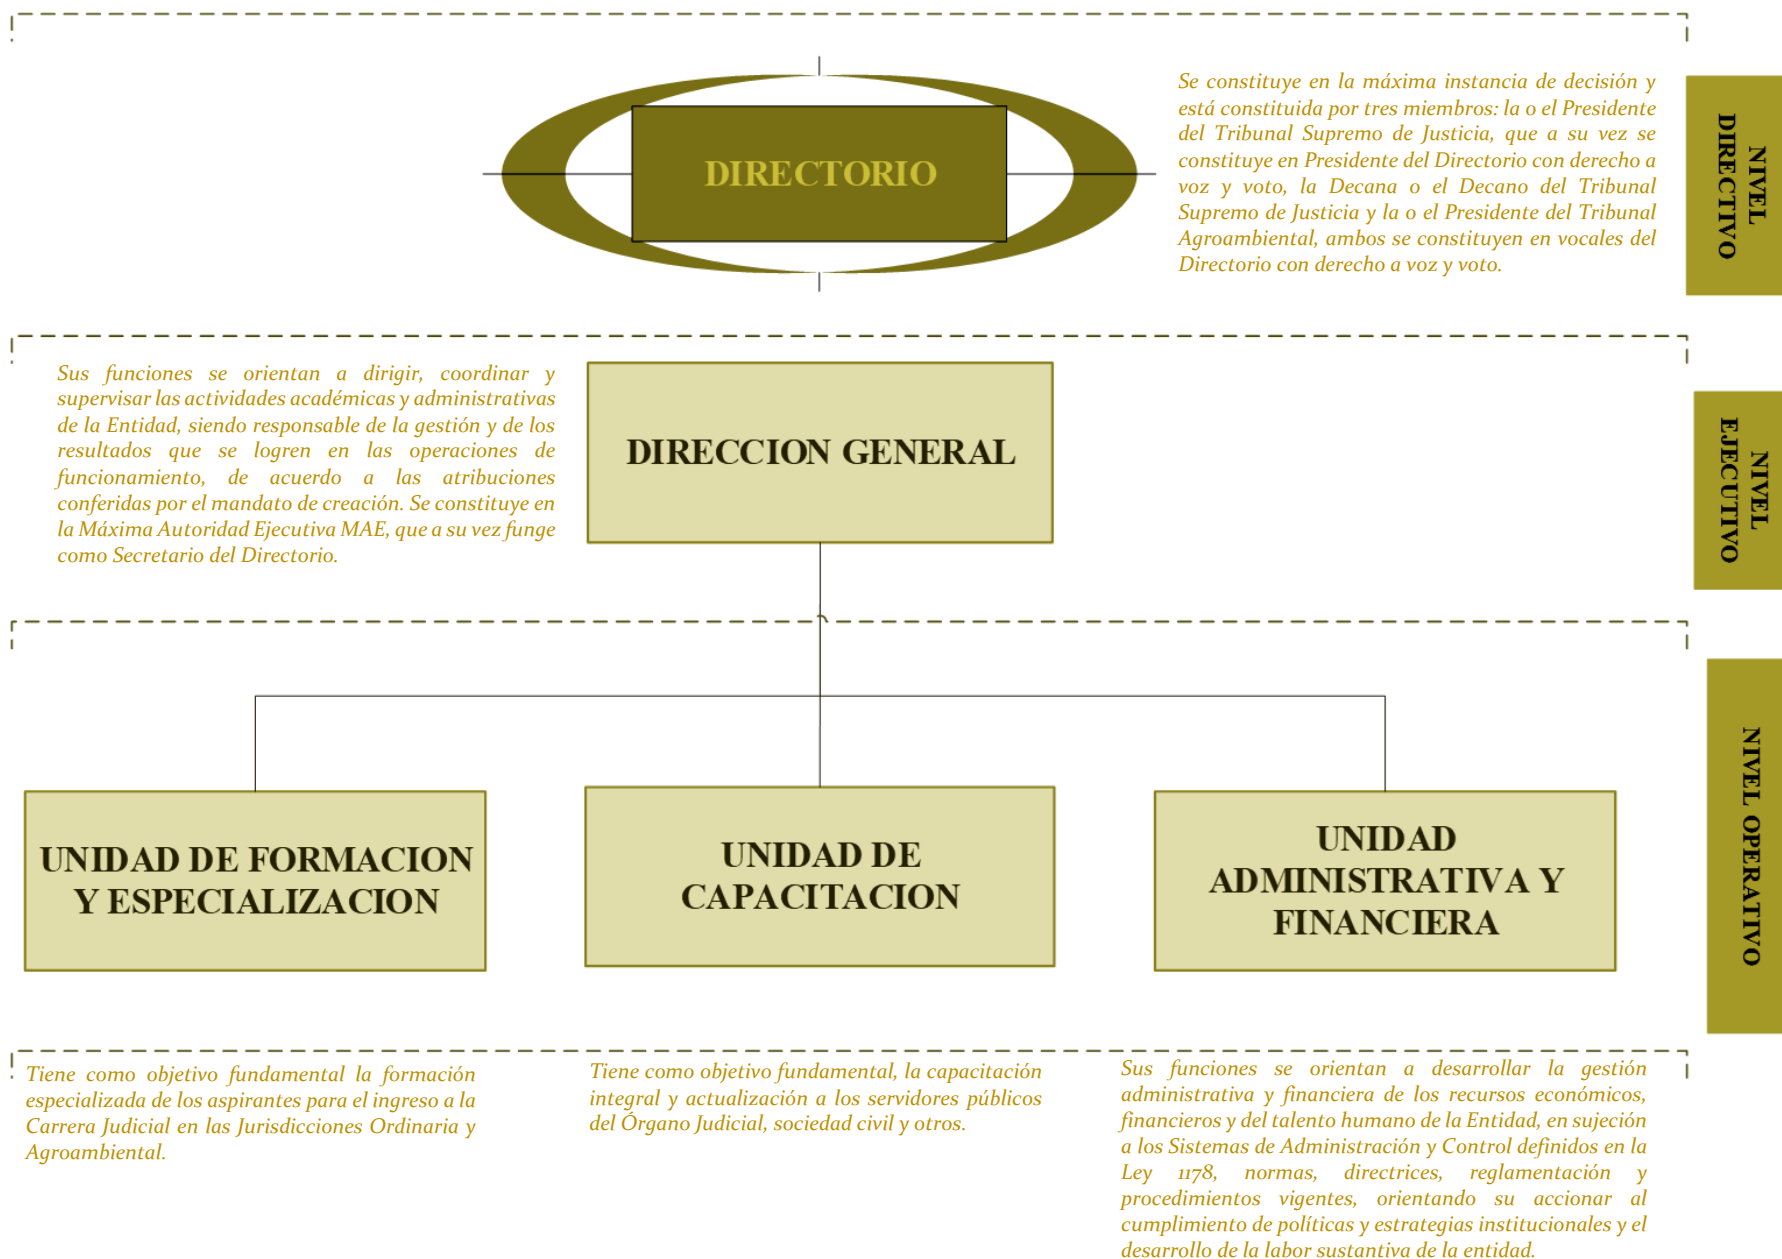 Se constituye en la máxima instancia de decisión y
está constituida por tres miembros: la o el Presidente
del Tribunal Supremo de Justicia, que a su vez se
constituye en Presidente del Directorio con derecho a
voz y voto, la Decana o el Decano del Tribunal
Supremo de Justicia y la o el Presidente del Tribunal
Agroambiental, ambos se constituyen en vocales del
Directorio con derecho a voz y voto.
DIRECTORIO
NIVEL
DIRECTIVO
Sus funciones se orientan a dirigir, coordinar y
supervisar las actividades académicas y administrativas
de la Entidad, siendo responsable de la gestión y de los
resultados que se logren en las operaciones de
funcionamiento, de acuerdo a las atribuciones
conferidas por el mandato de creación. Se constituye en
la Máxima Autoridad Ejecutiva MAE, que a su vez funge
como Secretario del Directorio.
DIRECCION GENERAL
NIVEL
EJECUTIVO
UNIDAD DE FORMACION
Y ESPECIALIZACION
UNIDAD DE
CAPACITACION
UNIDAD
ADMINISTRATIVA Y
FINANCIERA
NIVEL OPERATIVO
Tiene como objetivo fundamental la formación
especializada de los aspirantes para el ingreso a la
Carrera Judicial en las Jurisdicciones Ordinaria y
Agroambiental.
Tiene como objetivo fundamental, la capacitación
integral y actualización a los servidores públicos
del Órgano Judicial, sociedad civil y otros.
Sus funciones se orientan a desarrollar la gestión
administrativa y financiera de los recursos económicos,
financieros y del talento humano de la Entidad, en sujeción
a los Sistemas de Administración y Control definidos en la
Ley 1178, normas, directrices, reglamentación y
procedimientos vigentes, orientando su accionar al
cumplimiento de políticas y estrategias institucionales y el
desarrollo de la labor sustantiva de la entidad.